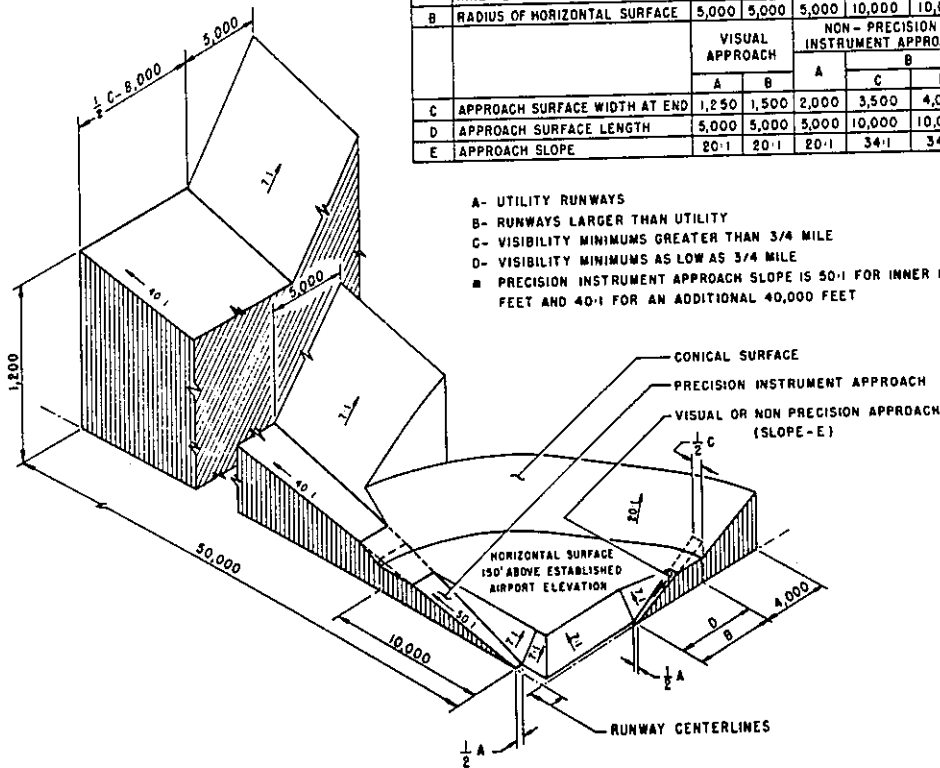 B RADIUS OF HORIZONTAL SURFACE 5,000 5,000 5,000 10,000
VISUAL APPROACH NON-PRECISION
INSTRUMENT
A B A B
C
C APPROACH SURFACE WIDTH AT END 1,250 1,500 2,000 3,500
D APPROACH SURFACE LENGTH 5,000 5,000 5,000 10,000
E APPROACH SLOPE 20:1 20:1 20:1 34:1
A- UTILITY RUNWAYS
B- RUNWAYS LARGER THAN UTILITY
C- VISIBILITY MINIMUMS GREATER THAN 3/4 MILE
D- VISIBILITY MINIMUMS AS LOW AS 3/4 MILE
PRECISION INSTRUMENT APPROACH SLOPE IS 50:1 FOR INNER
FEET AND 40:1 FOR AN ADDITIONAL 40,000 FEET
5,000
1/2 C-8,000
7:1
40:1
5,000
1,200
7:1
40:1
CONICAL SURFACE
PRECISION INSTRUMENT APPROACH
VISUAL OR NON PRECISION APPROACH
(SLOPE-E)
1/2 C
20:1
HORIZONTAL SURFACE
150' ABOVE ESTABLISHED
AIRPORT ELEVATION
50,000
50:1
7:1
7:1
7:1
7:1
10,000
4,000
D
B
1/2 A
RUNWAY CENTERLINES
1/2 A